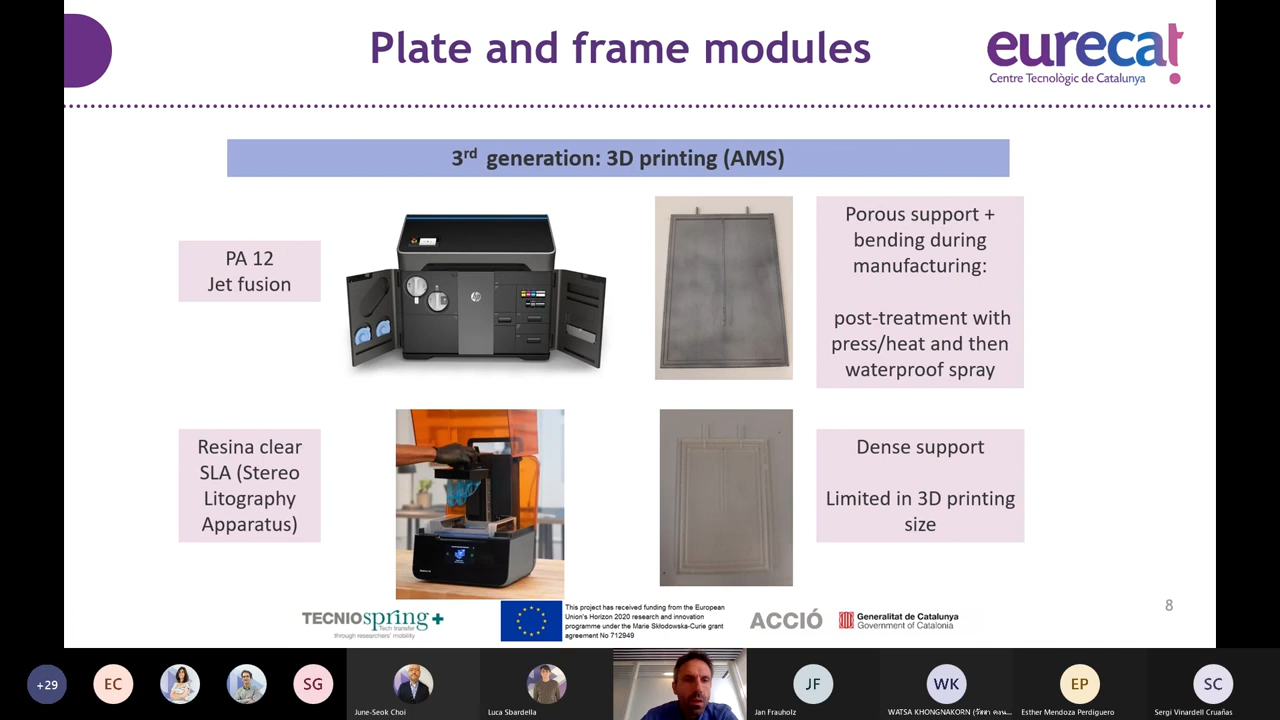 Plate and frame modules
eurecat
Centre Tecnològic de Catalunya
3rd generation: 3D printing (AMS)
PA 12
Jet fusion
Porous support +
bending during
manufacturing:
post-treatment with
press/heat and then
waterproof spray
Resina clear
SLA (Stereo
Litography
Apparatus)
Dense support
Limited in 3D printing
size
TECNIOspring+
Tech transfer
through researchers' mobility
This project has received funding from the European
Union's Horizon 2020 research and innovation
programme under the Marie Skłodowska-Curie grant
agreement No 712949
ACCIÓ
Generalitat de Catalunya
Government of Catalonia
8
+29
EC
SG
June-Seok Choi
Luca Sbardella
JF
Jan Frauholz
WK
WATSA KHONGNAKORN
EP
Esther Mendoza Perdiguero
SC
Sergi Vinardell Cruañas